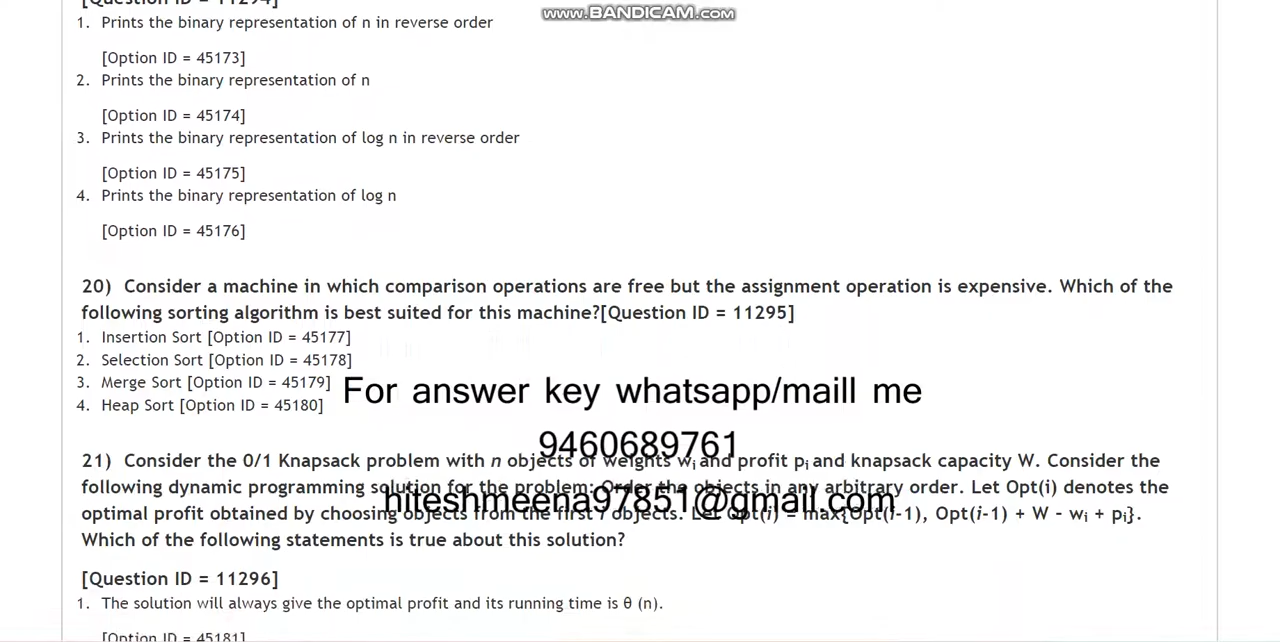 [Question ID = 11294]
www.BANDICAM.com
1. Prints the binary representation of n in reverse order
[Option ID = 45173]
2. Prints the binary representation of n
[Option ID = 45174]
3. Prints the binary representation of log n in reverse order
[Option ID = 45175]
4. Prints the binary representation of log n
[Option ID = 45176]
20) Consider a machine in which comparison operations are free but the assignment operation is expensive. Which of the
following sorting algorithm is best suited for this machine?[Question ID = 11295]
1. Insertion Sort [Option ID = 45177]
2. Selection Sort [Option ID = 45178]
3. Merge Sort [Option ID = 45179]
4. Heap Sort [Option ID = 45180]
For answer key whatsapp/maill me
9460689761
hiteshmeena97851@gmail.com
21) Consider the 0/1 Knapsack problem with n objects of weights wi and profit pi and knapsack capacity W. Consider the
following dynamic programming solution for the problem: Order the objects in any arbitrary order. Let Opt(i) denotes the
optimal profit obtained by choosing objects from the first i objects. Let Opt(i) = max{Opt(i-1), Opt(i-1) + W - wi + pi}.
Which of the following statements is true about this solution?
[Question ID = 11296]
1. The solution will always give the optimal profit and its running time is θ (n).
[Option ID = 45181]